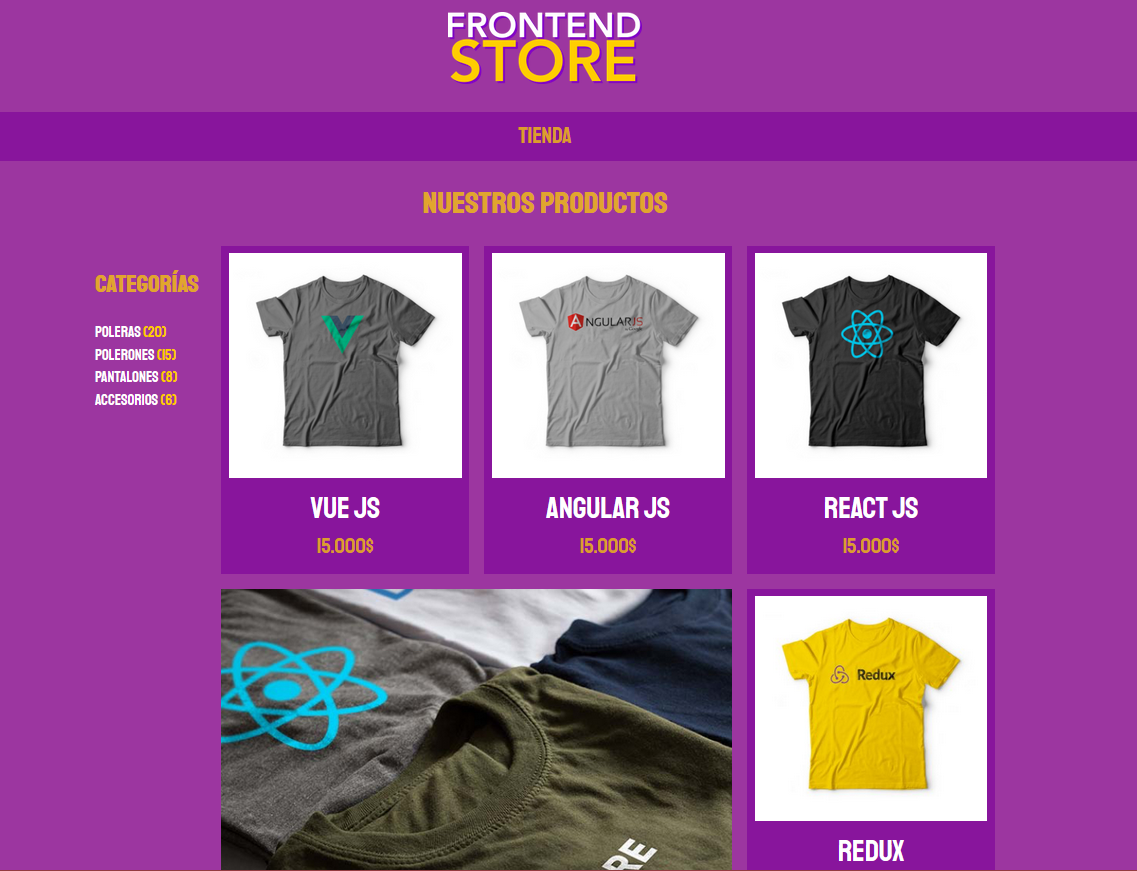 FRONTEND
STORE
TIENDA
NUESTROS PRODUCTOS
CATEGORÍAS
POLERAS (20)
POLERONES (15)
PANTALONES (8)
ACCESORIOS (6)
NGULARJS
VUE JS
ANGULAR JS
REACT JS
15.000$
15.000$
15.000$
Redux
RE
REDUX